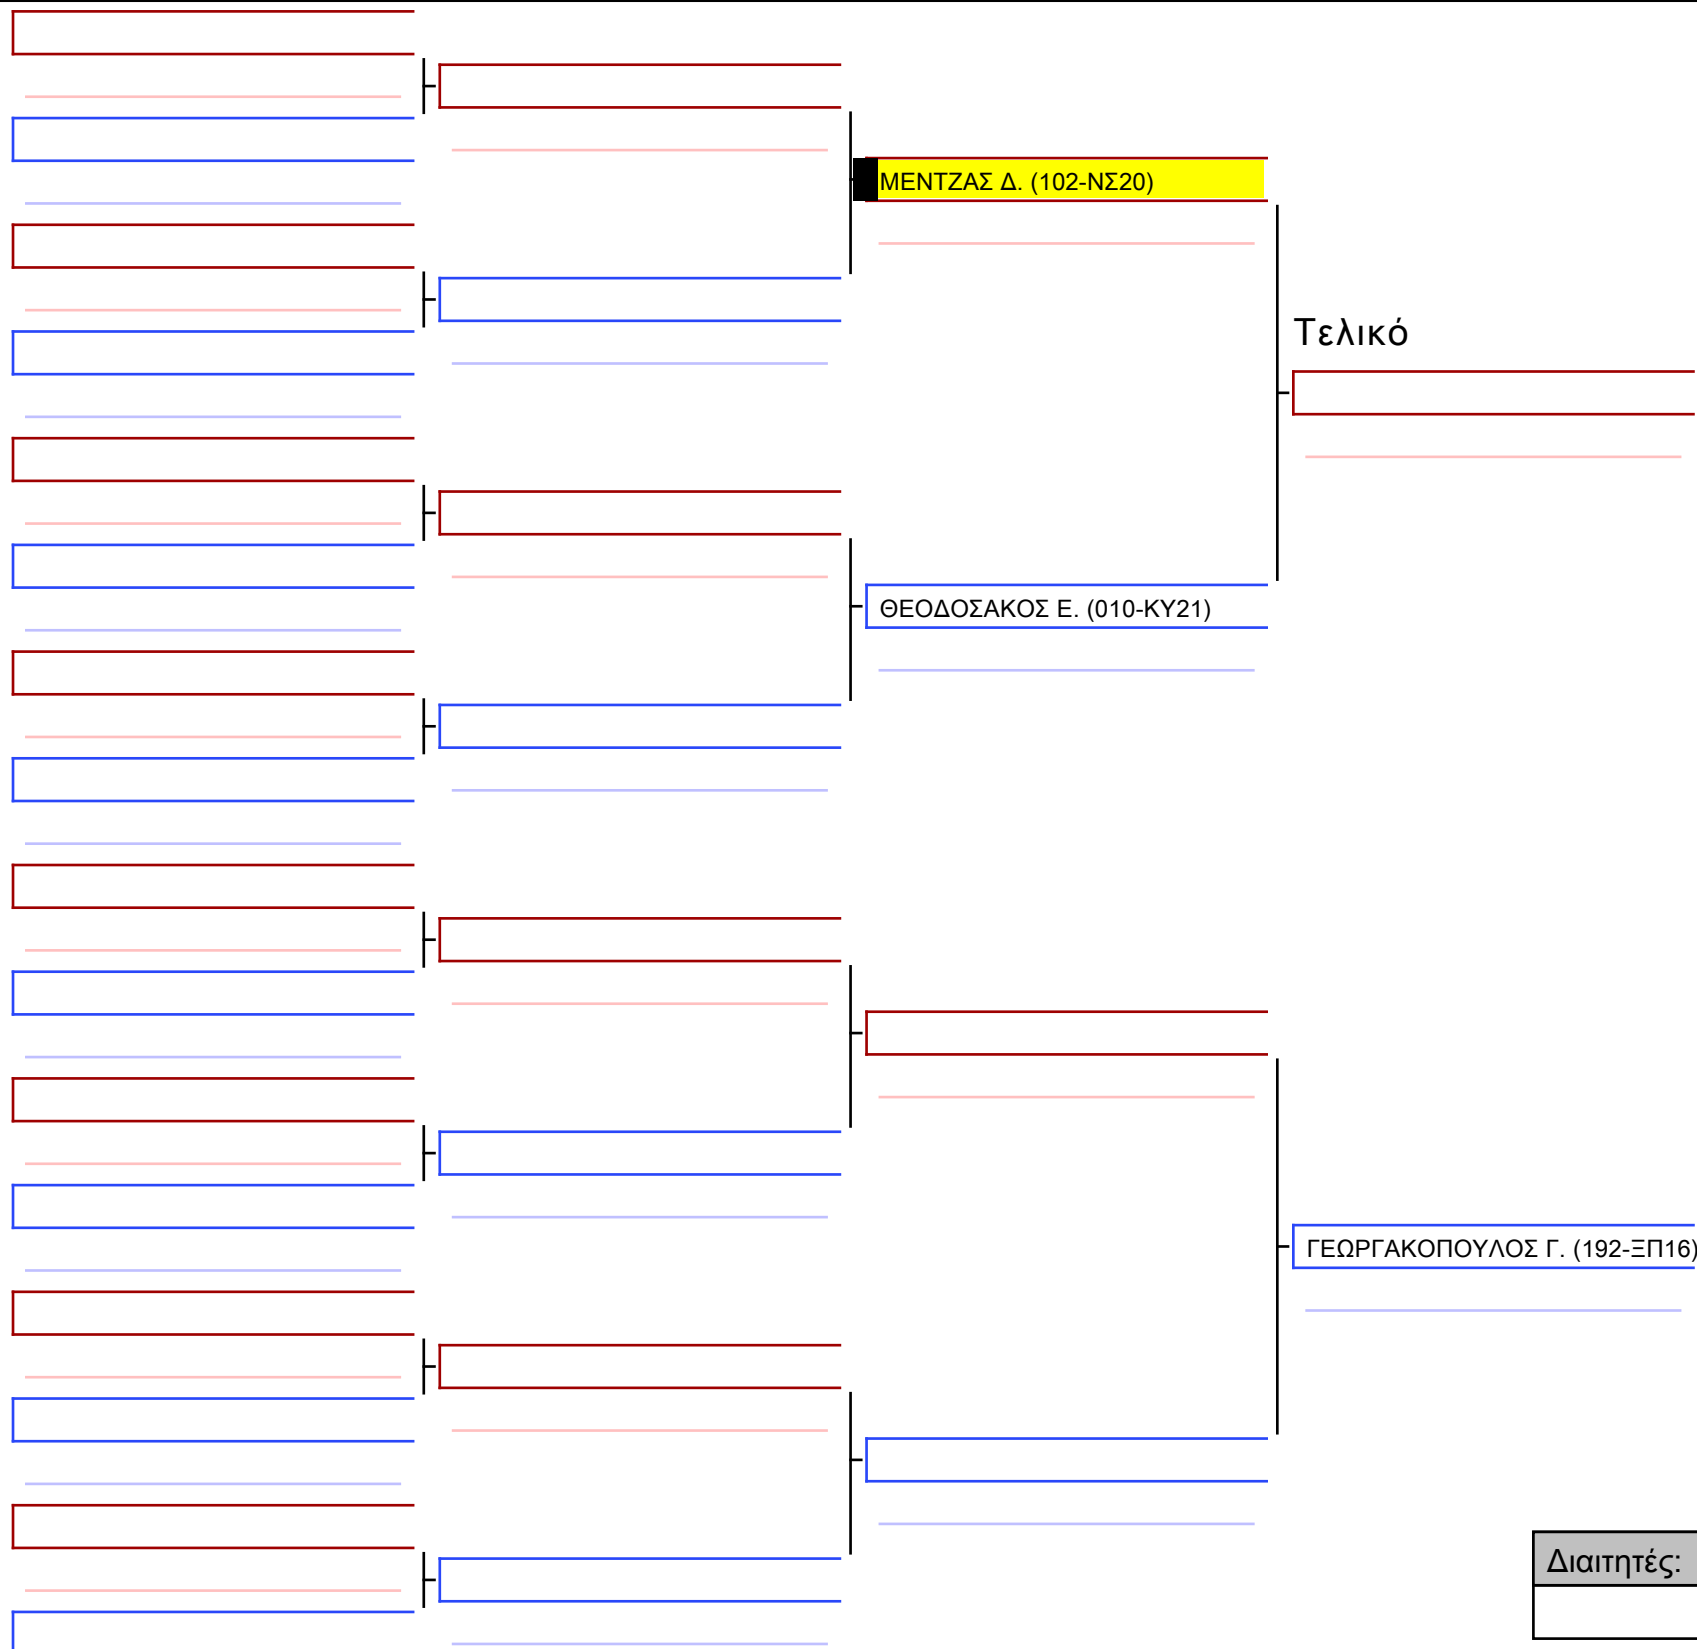 ΜΕΝΤΖΑΣ Δ. (102-ΝΣ20)
Τελικό
ΘΕΟΔΟΣΑΚΟΣ Ε. (010-ΚΥ21)
ΓΕΩΡΓΑΚΟΠΟΥΛΟΣ Γ. (192-ΞΠ16)
Διαιτητές: